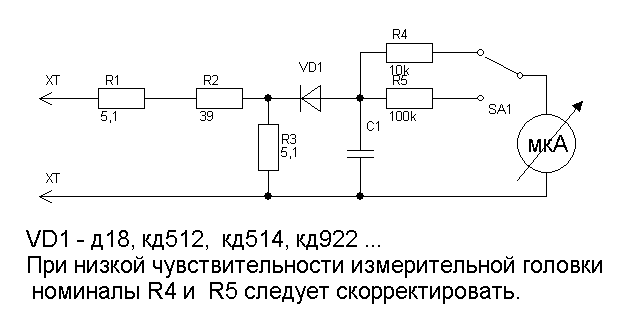 R4
VD1
10k
XT
R1
R2
R5
SA1
5,1
39
100k
C1
мкА
R3
5,1
XT
VD1 - д18, кд512, кд514, кд922 ...
При низкой чувствительности измерительной головки
номиналы R4 и R5 следует скорректировать.